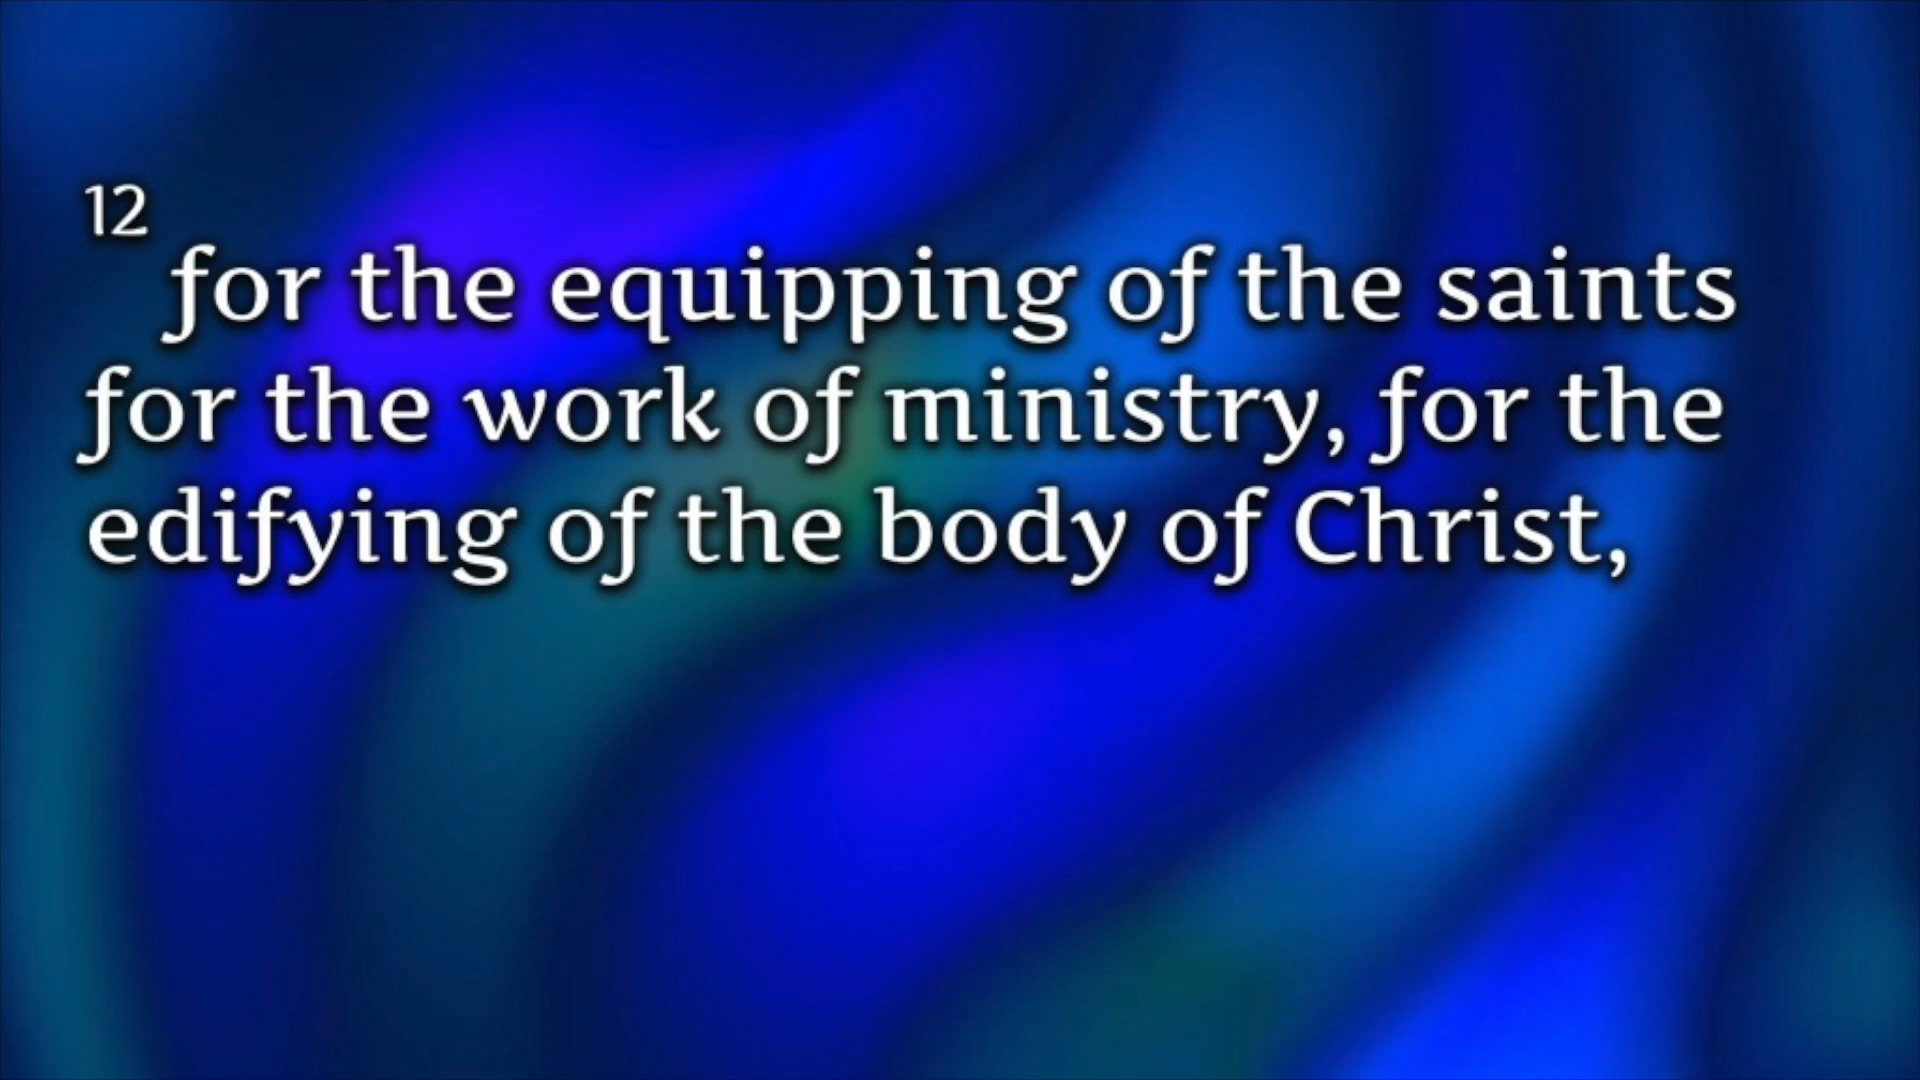 12
for the equipping of the saints
for the work of ministry, for the
edifying of the body of Christ,